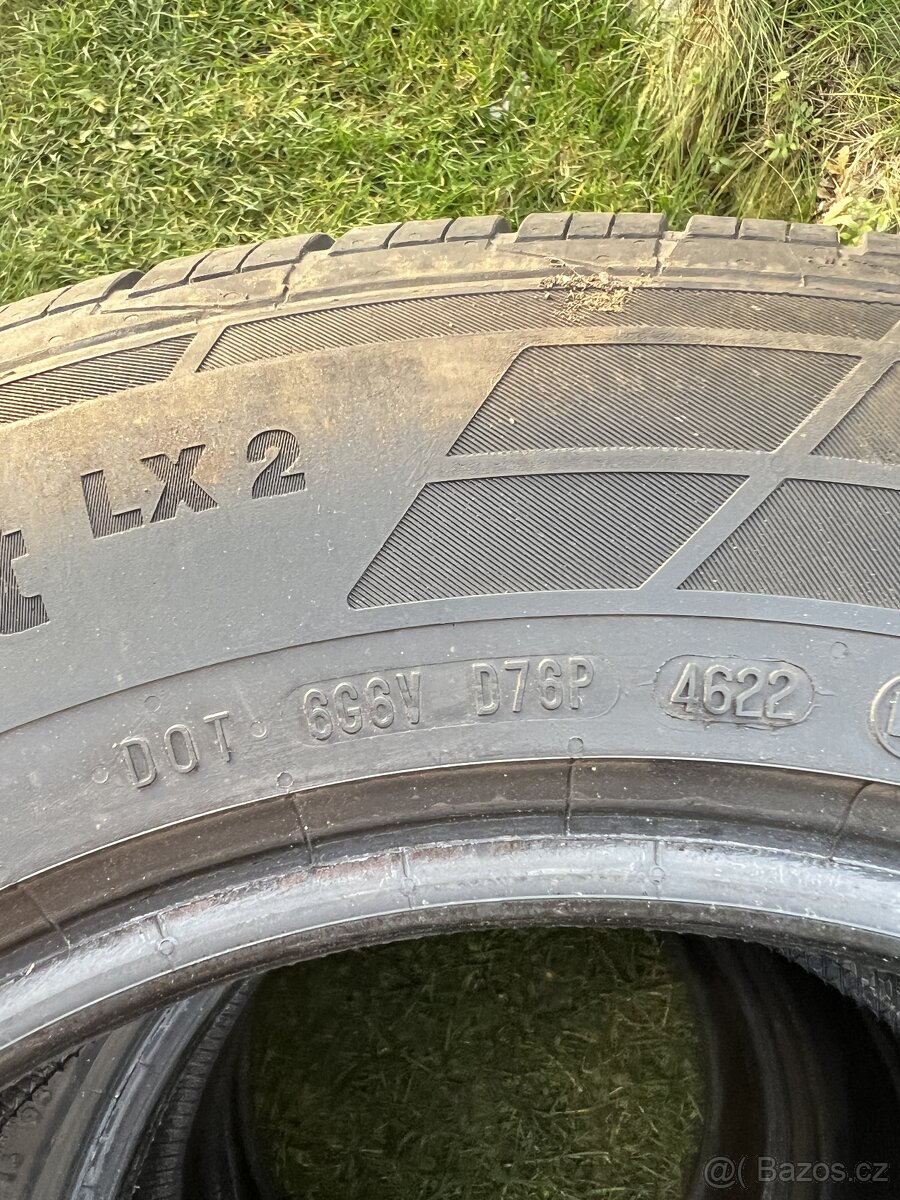 t LX 2
DOT 6G6V D76P 4622
@( Bazos.cz